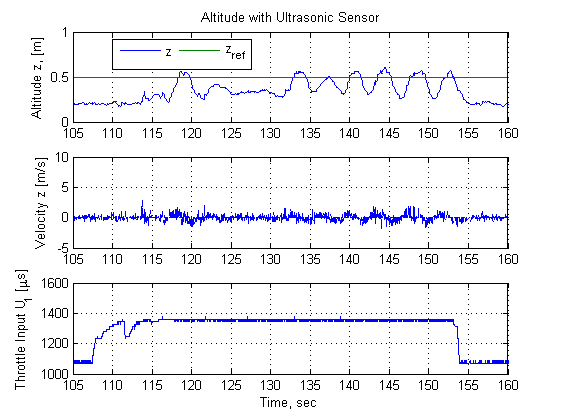 Altitude with Ultrasonic Sensor
Altitude z, [m]
1
0.5
0
z
z_ref
105 110 115 120 125 130 135 140 145 150 155 160
Velocity z [m/s]
10
5
0
-5
105 110 115 120 125 130 135 140 145 150 155 160
Throttle Input U_1 [μs]
1600
1400
1200
1000
105 110 115 120 125 130 135 140 145 150 155 160
Time, sec